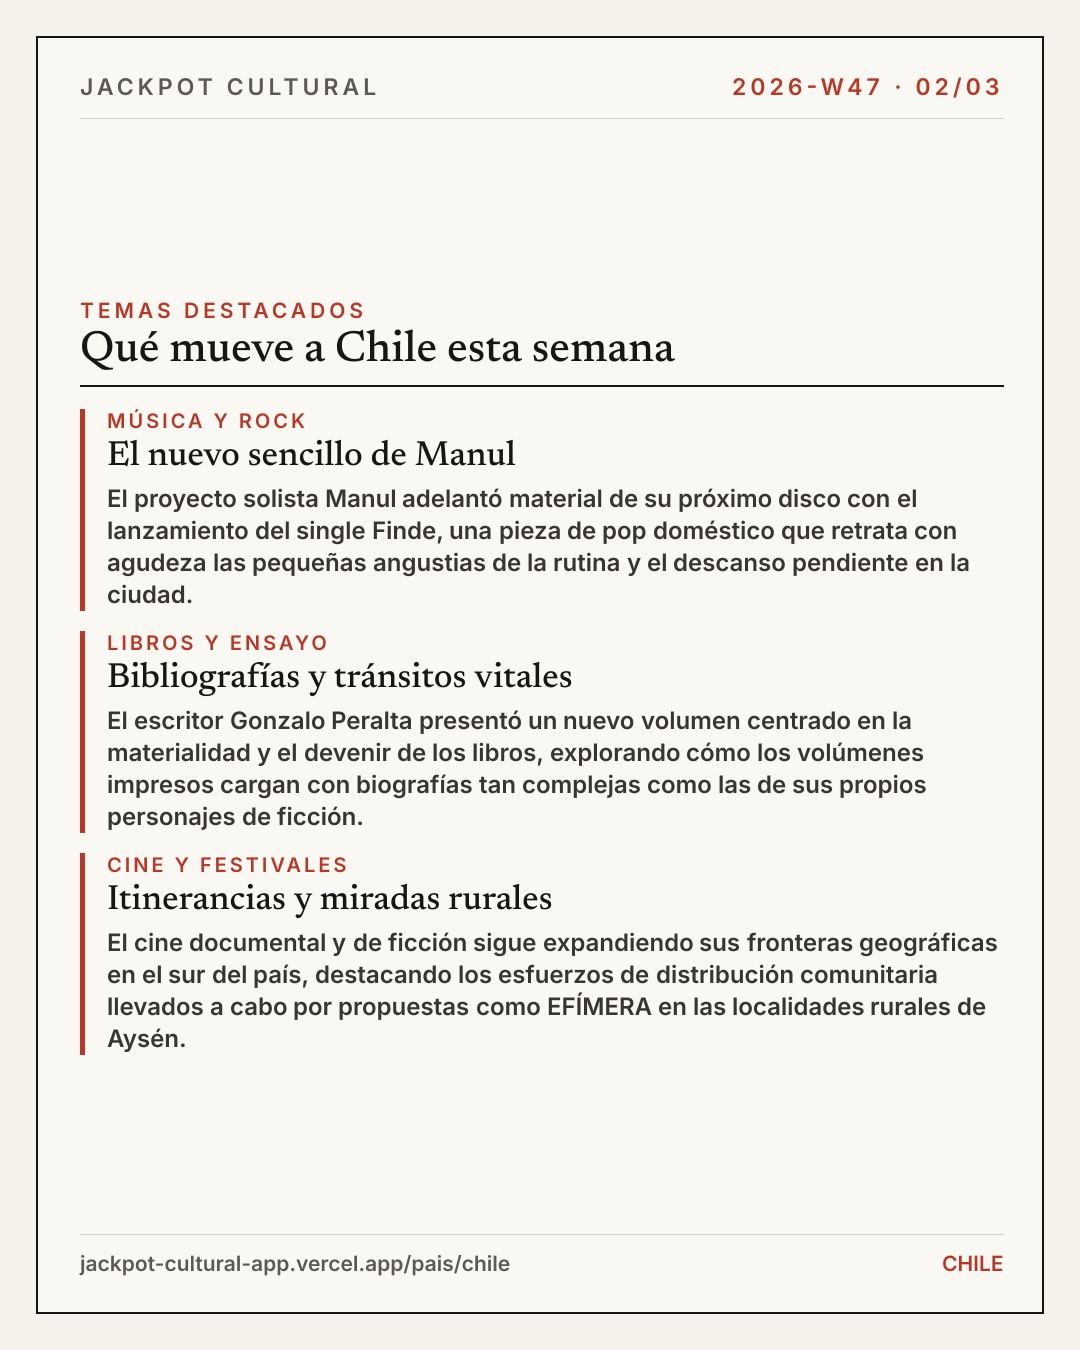 JACKPOT CULTURAL
2026-W47 · 02/03
TEMAS DESTACADOS
Qué mueve a Chile esta semana
MÚSICA Y ROCK
El nuevo sencillo de Manul
El proyecto solista Manul adelantó material de su próximo disco con el
lanzamiento del single Finde, una pieza de pop doméstico que retrata con
agudeza las pequeñas angustias de la rutina y el descanso pendiente en la
ciudad.
LIBROS Y ENSAYO
Bibliografías y tránsitos vitales
El escritor Gonzalo Peralta presentó un nuevo volumen centrado en la
materialidad y el devenir de los libros, explorando cómo los volúmenes
impresos cargan con biografías tan complejas como las de sus propios
personajes de ficción.
CINE Y FESTIVALES
Itinerancias y miradas rurales
El cine documental y de ficción sigue expandiendo sus fronteras geográficas
en el sur del país, destacando los esfuerzos de distribución comunitaria
llevados a cabo por propuestas como EFÍMERA en las localidades rurales de
Aysén.
jackpot-cultural-app.vercel.app/pais/chile
CHILE